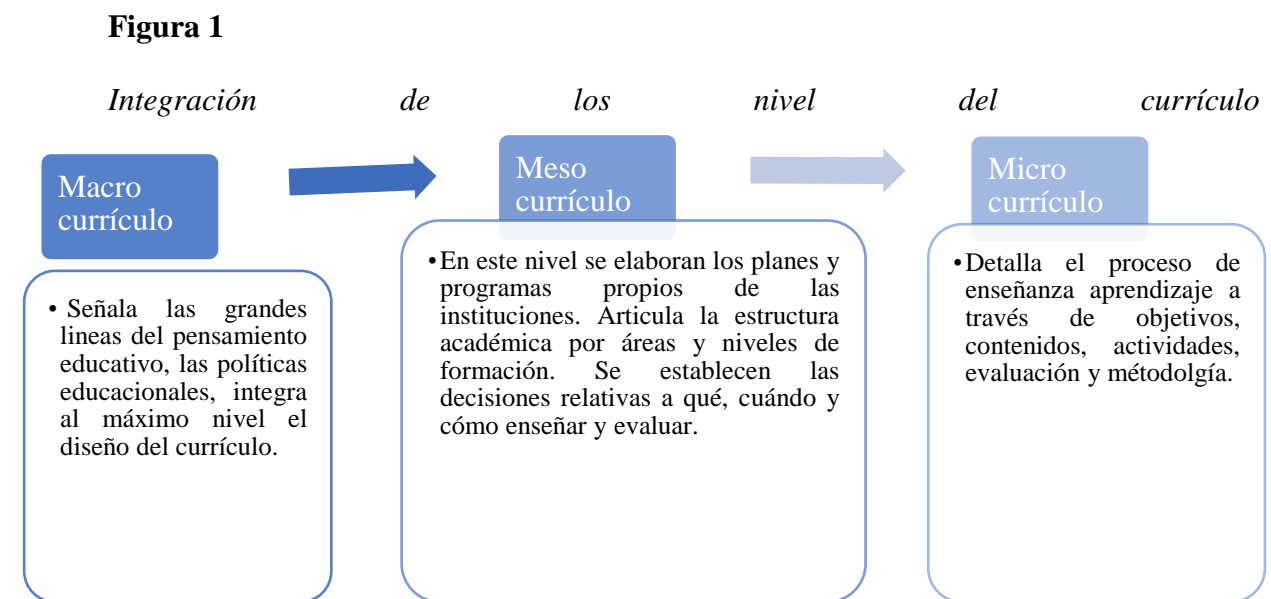 Figura 1
Integración de los nivel del currículo
Macro
currículo
• Señala las grandes
lineas del pensamiento
educativo, las políticas
educacionales, integra
al máximo nivel el
diseño del currículo.
Meso
currículo
•En este nivel se elaboran los planes y
programas propios de las
instituciones. Articula la estructura
académica por áreas y niveles de
formación. Se establecen las
decisiones relativas a qué, cuándo y
cómo enseñar y evaluar.
Micro
currículo
•Detalla el proceso de
enseñanza aprendizaje a
través de objetivos,
contenidos, actividades,
evaluación y métodolgía.